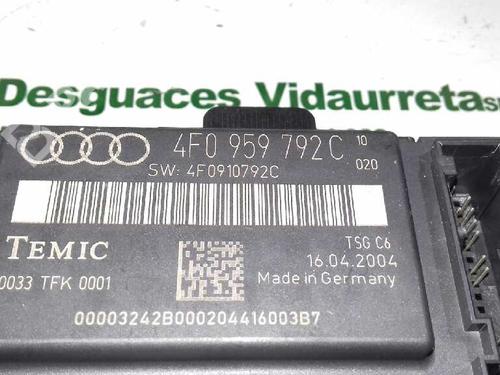 Desguaces Vidaurreta
4F0 959 792 C 10
020
SW: 4F0910792C
TEMIC
TSG C6
16.04.2004
0033 TFK 0001
Made in Germany
00003242B000204416003B7